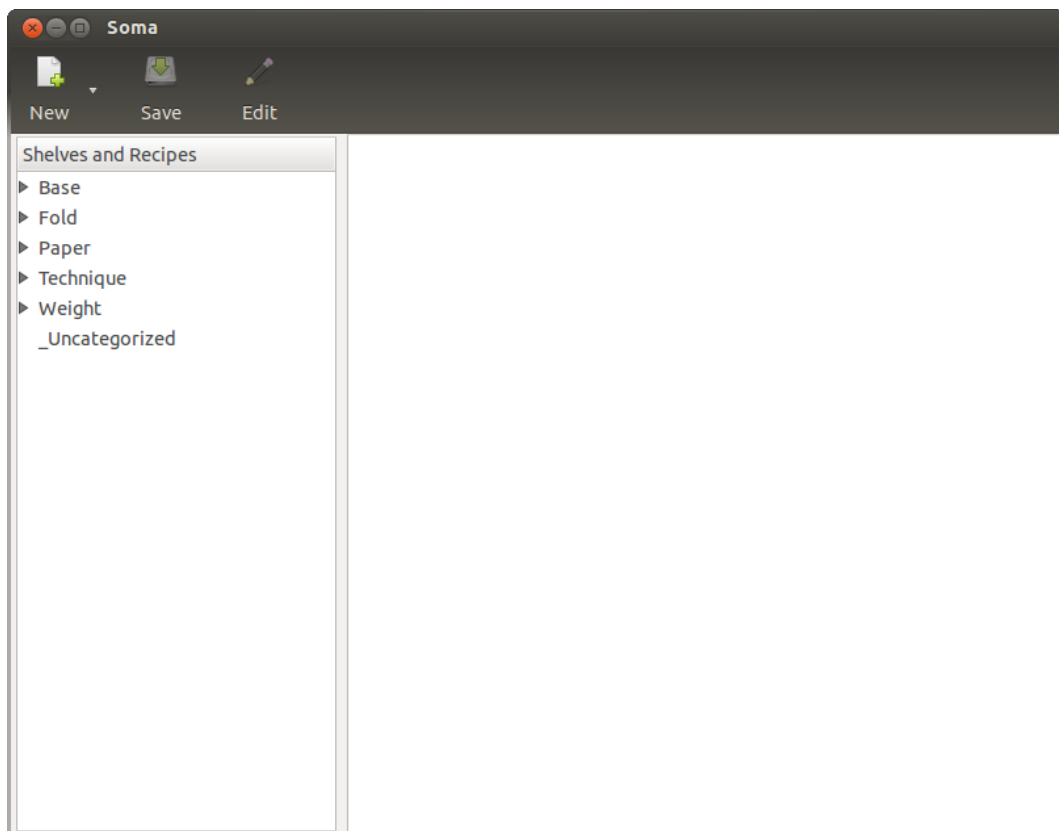 Soma
New Save Edit
Shelves and Recipes
Base
Fold
Paper
Technique
Weight
_Uncategorized